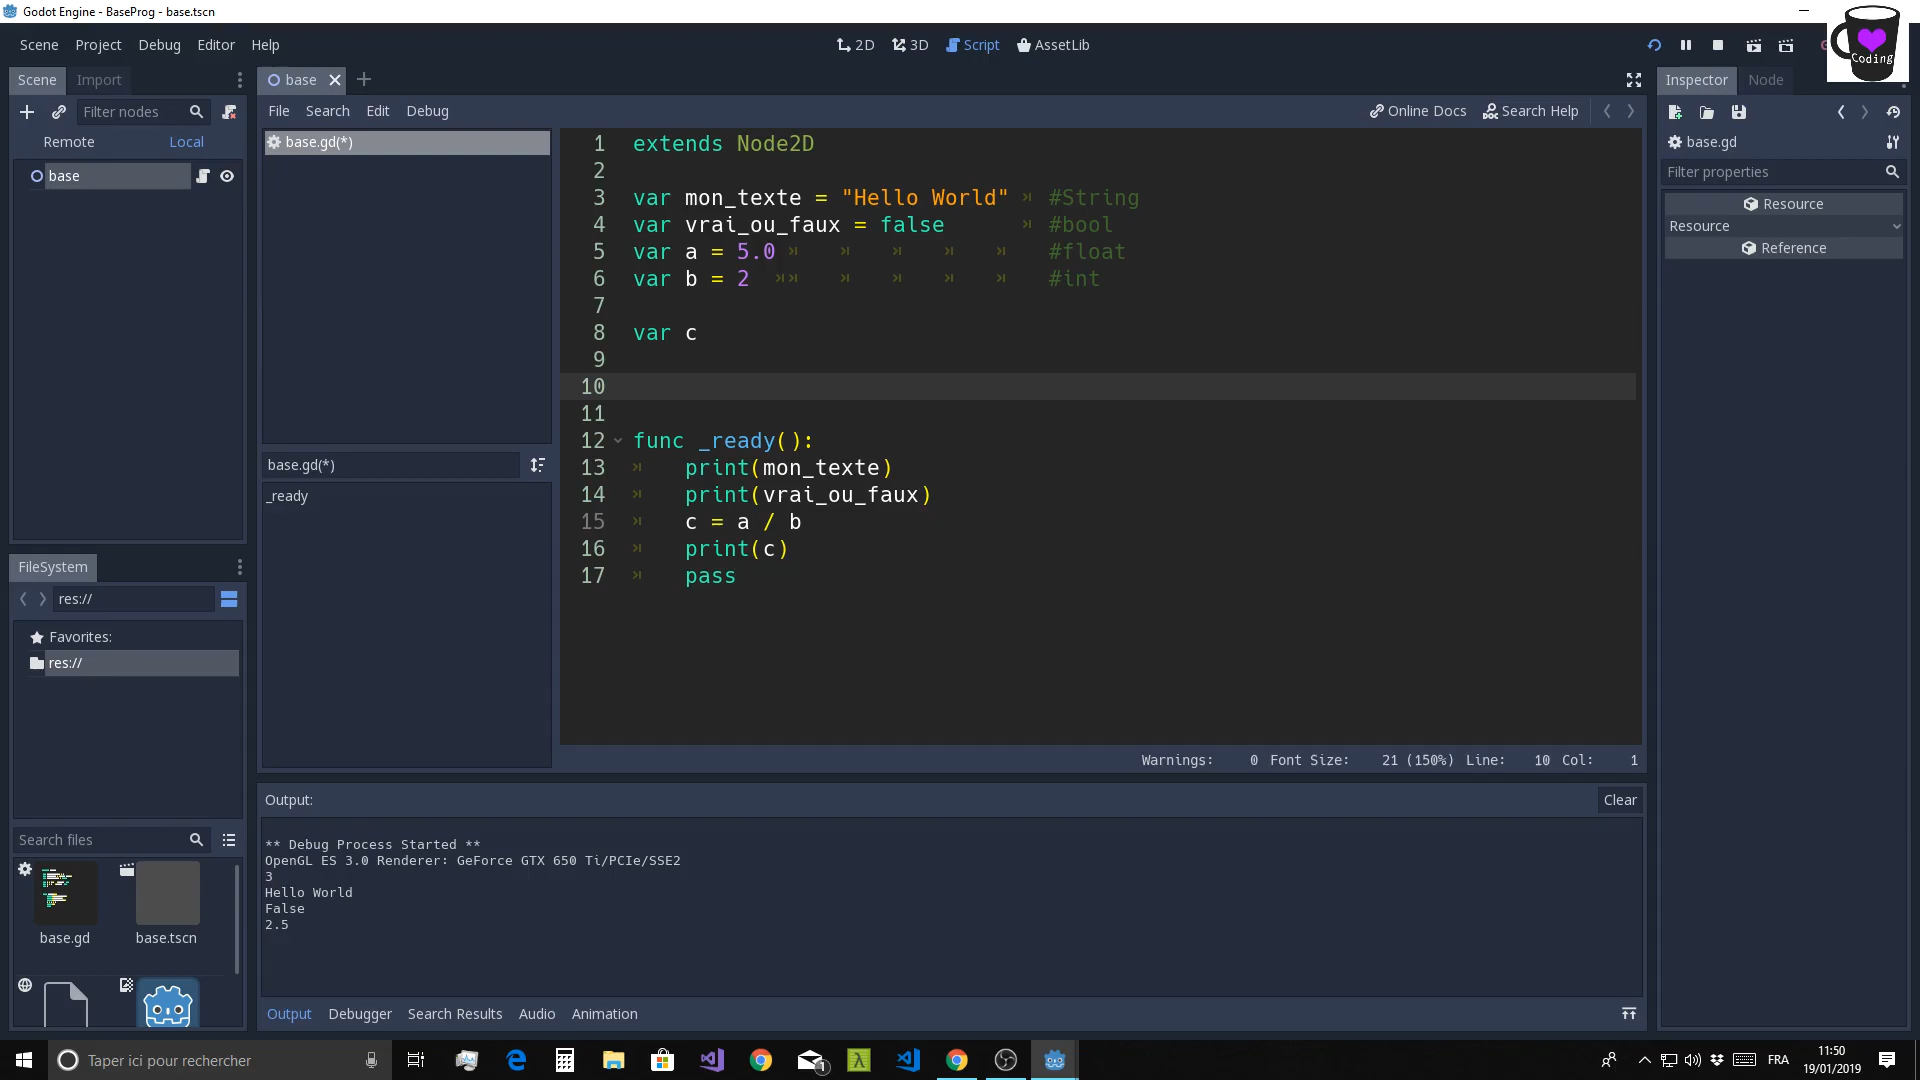 Godot Engine - BaseProg - base.tscn
Scene Project Debug Editor Help
2D 3D Script AssetLib
Coding
Scene Import
base
Inspector Node
Filter nodes
File Search Edit Debug
Online Docs Search Help
Remote Local
base.gd(*)
base.gd
base
Filter properties
Resource
Resource
Reference
1 extends Node2D
2
3 var mon_texte = "Hello World" #String
4 var vrai_ou_faux = false #bool
5 var a = 5.0 #float
6 var b = 2 #int
7
8 var c
9
10
11
12 func _ready():
13 print(mon_texte)
14 print(vrai_ou_faux)
15 c = a / b
16 print(c)
17 pass
base.gd(*)
_ready
Warnings: 0 Font Size: 21 (150%) Line: 10 Col: 1
FileSystem
res://
Favorites:
res://
Search files
base.gd
base.tscn
Output:
Clear
** Debug Process Started **
OpenGL ES 3.0 Renderer: GeForce GTX 650 Ti/PCIe/SSE2
3
Hello World
False
2.5
Output Debugger Search Results Audio Animation
Taper ici pour rechercher
1
FRA
11:50
19/01/2019